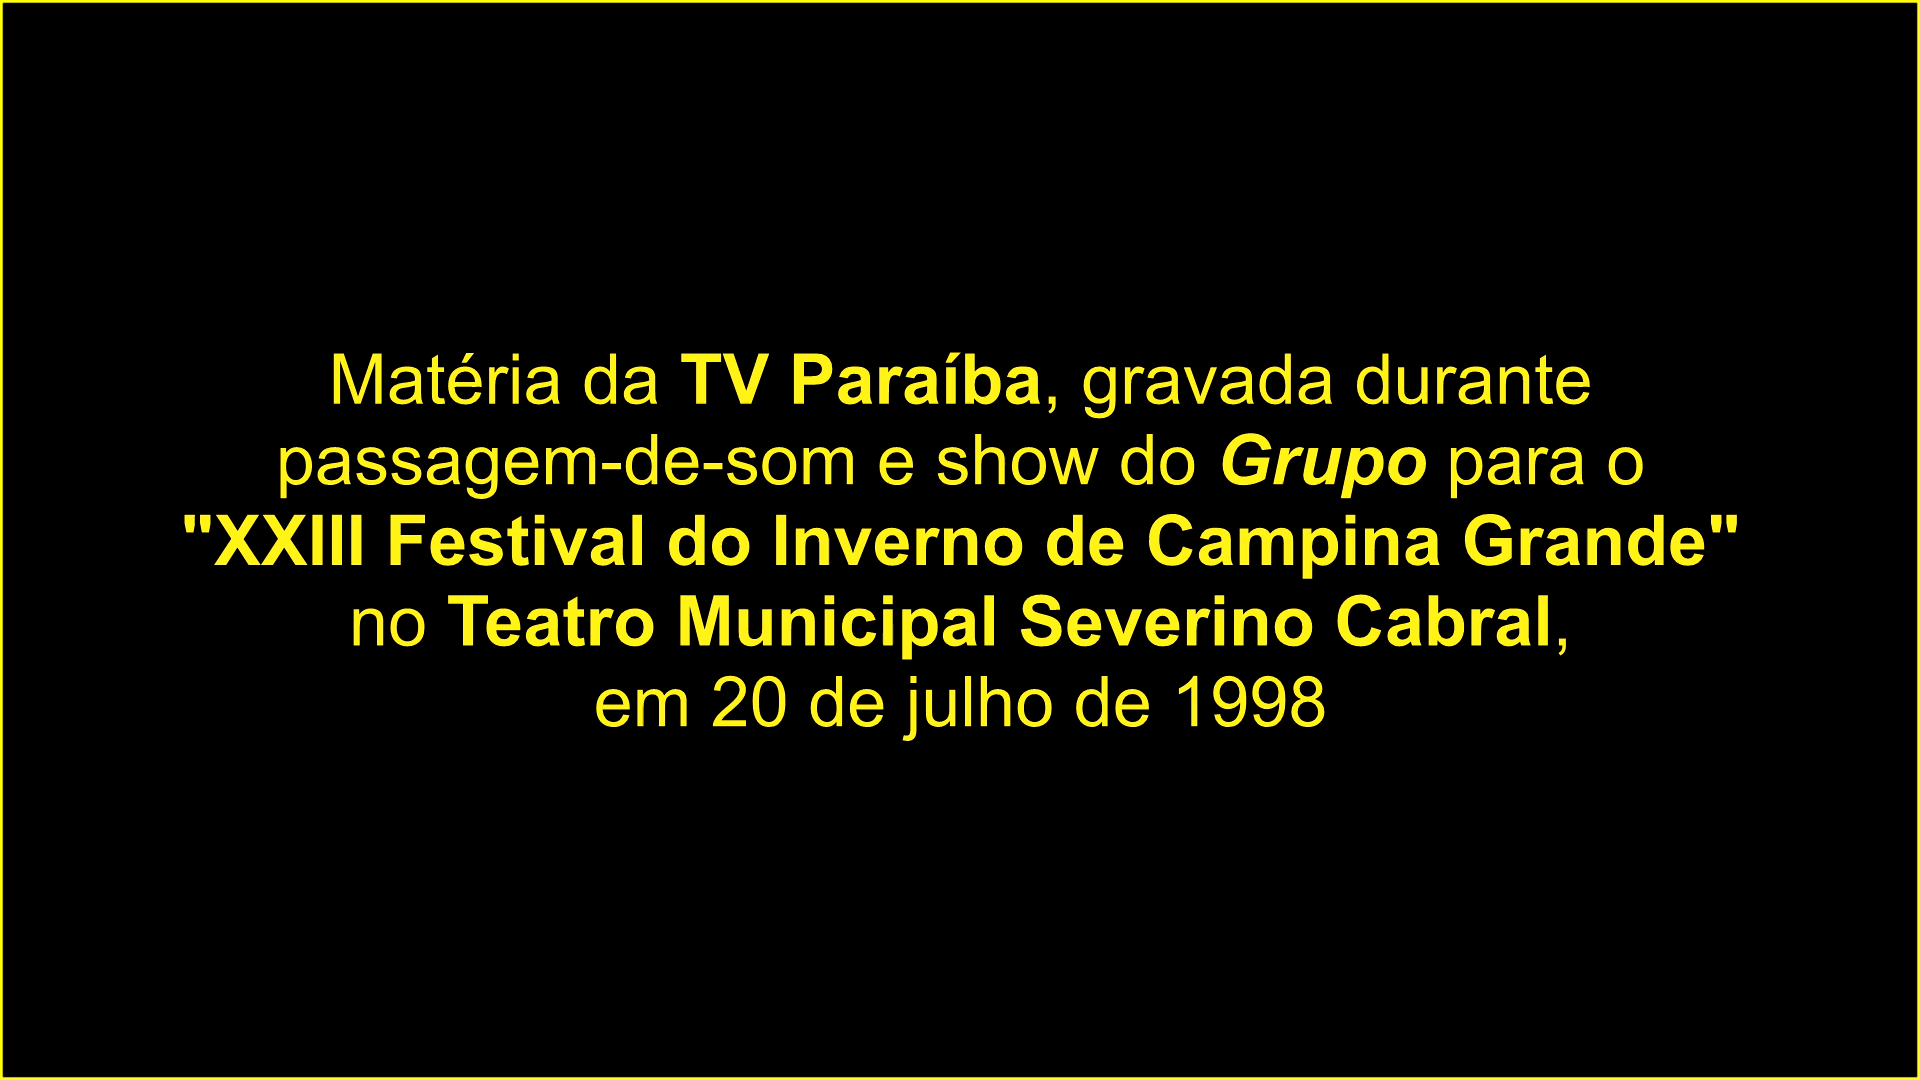 Matéria da TV Paraíba, gravada durante
passagem-de-som e show do Grupo para o
"XXIII Festival do Inverno de Campina Grande"
no Teatro Municipal Severino Cabral,
em 20 de julho de 1998